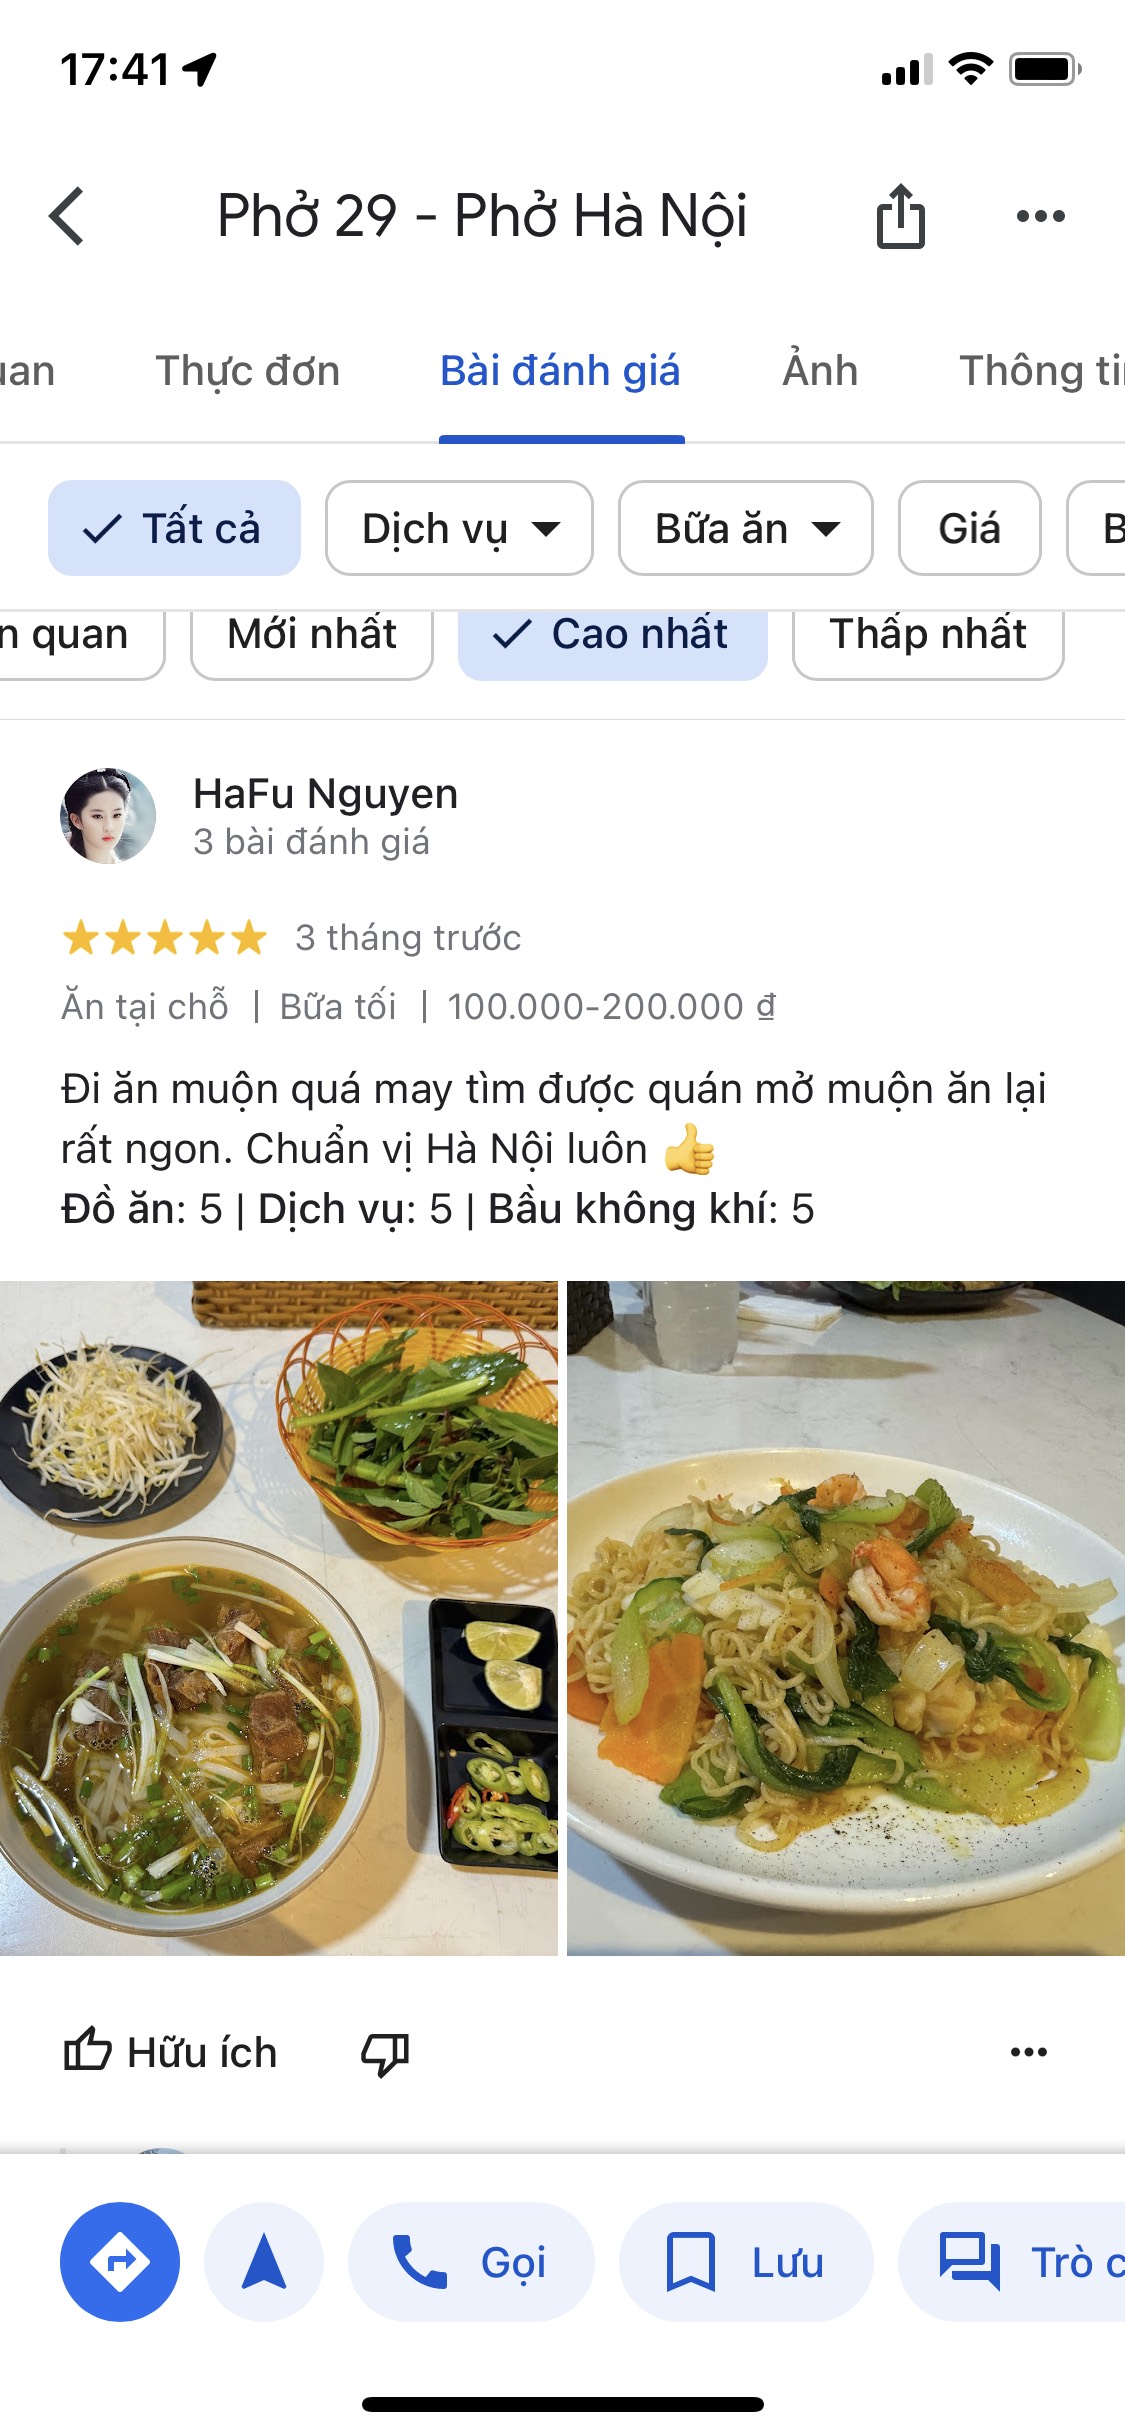 17:41
Phở 29 - Phở Hà Nội
uan Thực đơn Bài đánh giá Ảnh Thông ti
Tất cả Dịch vụ Bữa ăn Giá B
n quan Mới nhất Cao nhất Thấp nhất
HaFu Nguyen
3 bài đánh giá
3 tháng trước
Ăn tại chỗ | Bữa tối | 100.000-200.000 ₫
Đi ăn muộn quá may tìm được quán mở muộn ăn lại
rất ngon. Chuẩn vị Hà Nội luôn 👍
Đồ ăn: 5 | Dịch vụ: 5 | Bầu không khí: 5
Hữu ích
Gọi Lưu Trò c